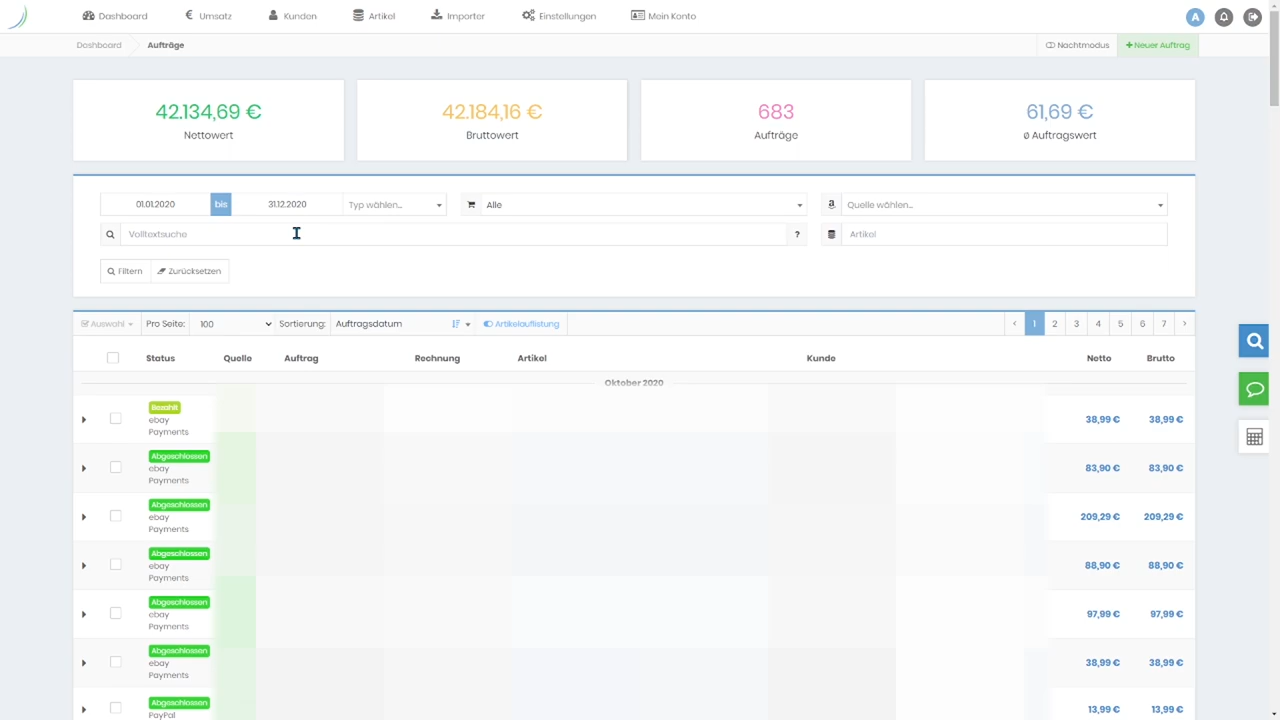 Dashboard Umsatz Kunden Artikel Importer Einstellungen Mein Konto A
Dashboard Aufträge Nachtmodus +Neuer Auftrag
42.134,69 € 42.184,16 € 683 61,69 €
Nettowert Bruttowert Aufträge ø Auftragswert
01.01.2020 bis 31.12.2020 Typ wählen... Alle Quelle wählen...
Volltextsuche ? Artikel
Filtern Zurücksetzen
Auswahl Pro Seite: 100 Sortierung: Auftragsdatum Artikelauflistung < 1 2 3 4 5 6 7 >
Status Quelle Auftrag Rechnung Artikel Kunde Netto Brutto
Oktober 2020
Bezahlt
ebay 38,99 € 38,99 €
Payments
Abgeschlossen
ebay 83,90 € 83,90 €
Payments
Abgeschlossen
ebay 209,29 € 209,29 €
Payments
Abgeschlossen
ebay 88,90 € 88,90 €
Payments
Abgeschlossen
ebay 97,99 € 97,99 €
Payments
Abgeschlossen
ebay 38,99 € 38,99 €
Payments
Abgeschlossen
PayPal 13,99 € 13,99 €